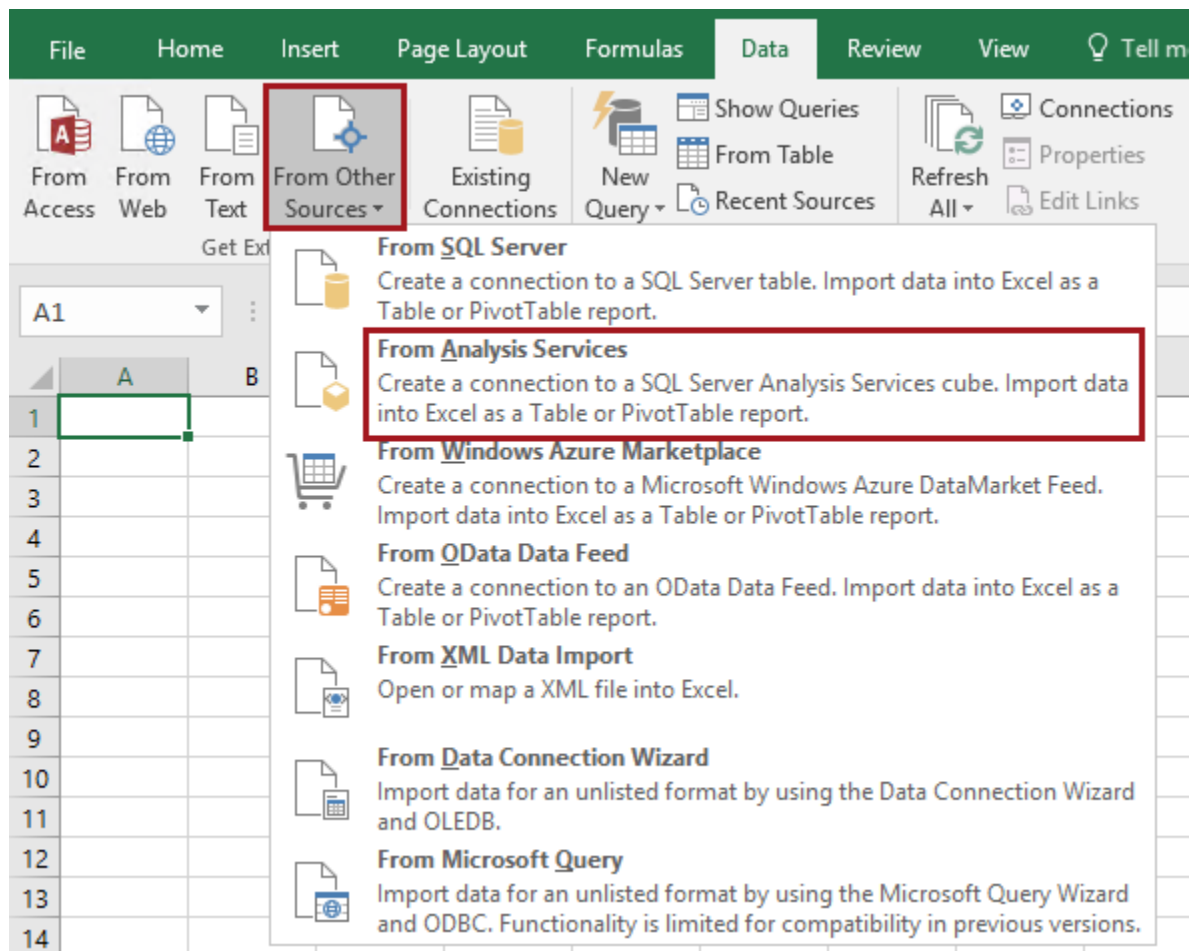 File Home Insert Page Layout Formulas Data Review View Tell m
From Access
From Web
From Text
From Other Sources
Existing Connections
New Query
Show Queries
From Table
Recent Sources
Refresh All
Connections
Properties
Edit Links
Get Ext
A1
A B
From SQL Server
Create a connection to a SQL Server table. Import data into Excel as a
Table or PivotTable report.
From Analysis Services
Create a connection to a SQL Server Analysis Services cube. Import data
into Excel as a Table or PivotTable report.
From Windows Azure Marketplace
Create a connection to a Microsoft Windows Azure DataMarket Feed.
Import data into Excel as a Table or PivotTable report.
From OData Data Feed
Create a connection to an OData Data Feed. Import data into Excel as a
Table or PivotTable report.
From XML Data Import
Open or map a XML file into Excel.
From Data Connection Wizard
Import data for an unlisted format by using the Data Connection Wizard
and OLEDB.
From Microsoft Query
Import data for an unlisted format by using the Microsoft Query Wizard
and ODBC. Functionality is limited for compatibility in previous versions.
1
2
3
4
5
6
7
8
9
10
11
12
13
14